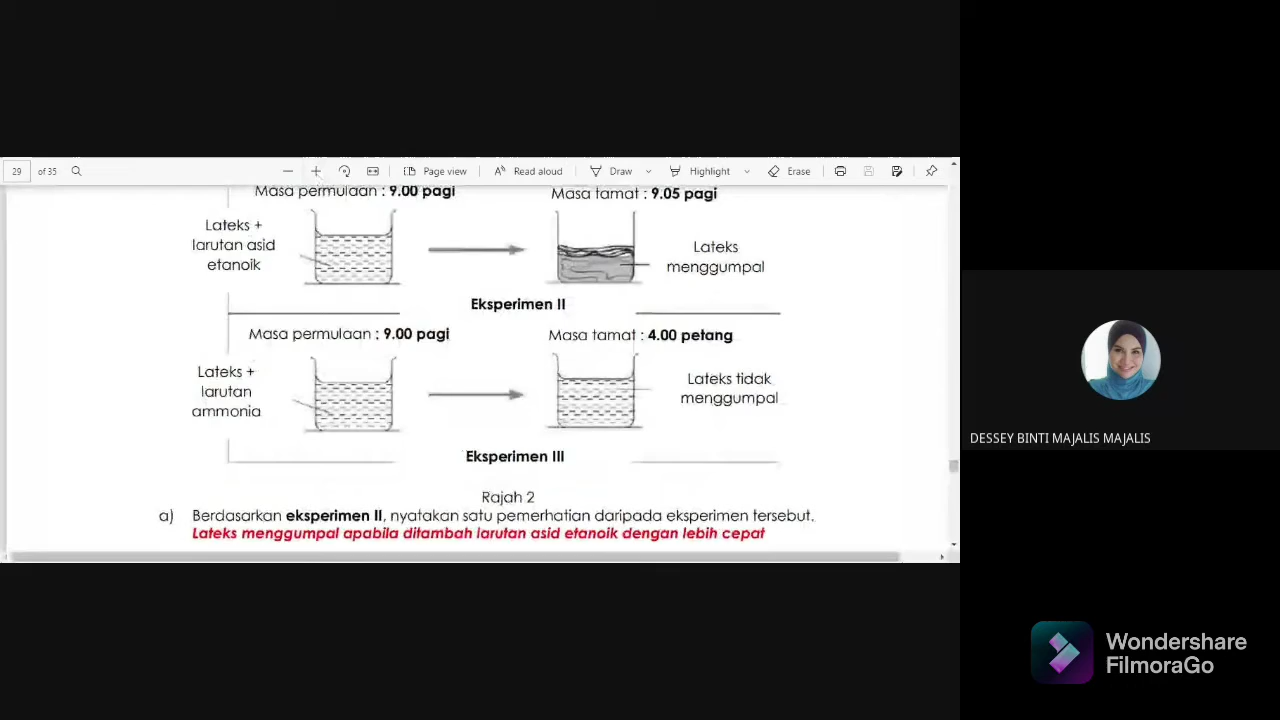 29 of 35 Page view Read aloud Draw Highlight Erase
Masa permulaan : 9.00 pagi Masa tamat : 9.05 pagi
Lateks +
larutan asid
etanoik
Lateks
menggumpal
Eksperimen II
Masa permulaan : 9.00 pagi Masa tamat : 4.00 petang
Lateks +
larutan
ammonia
Lateks tidak
menggumpal
Eksperimen III
Rajah 2
a) Berdasarkan eksperimen II, nyatakan satu pemerhatian daripada eksperimen tersebut.
Lateks menggumpal apabila ditambah larutan asid etanoik dengan lebih cepat
DESSEY BINTI MAJALIS MAJALIS
Wondershare
FilmoraGo